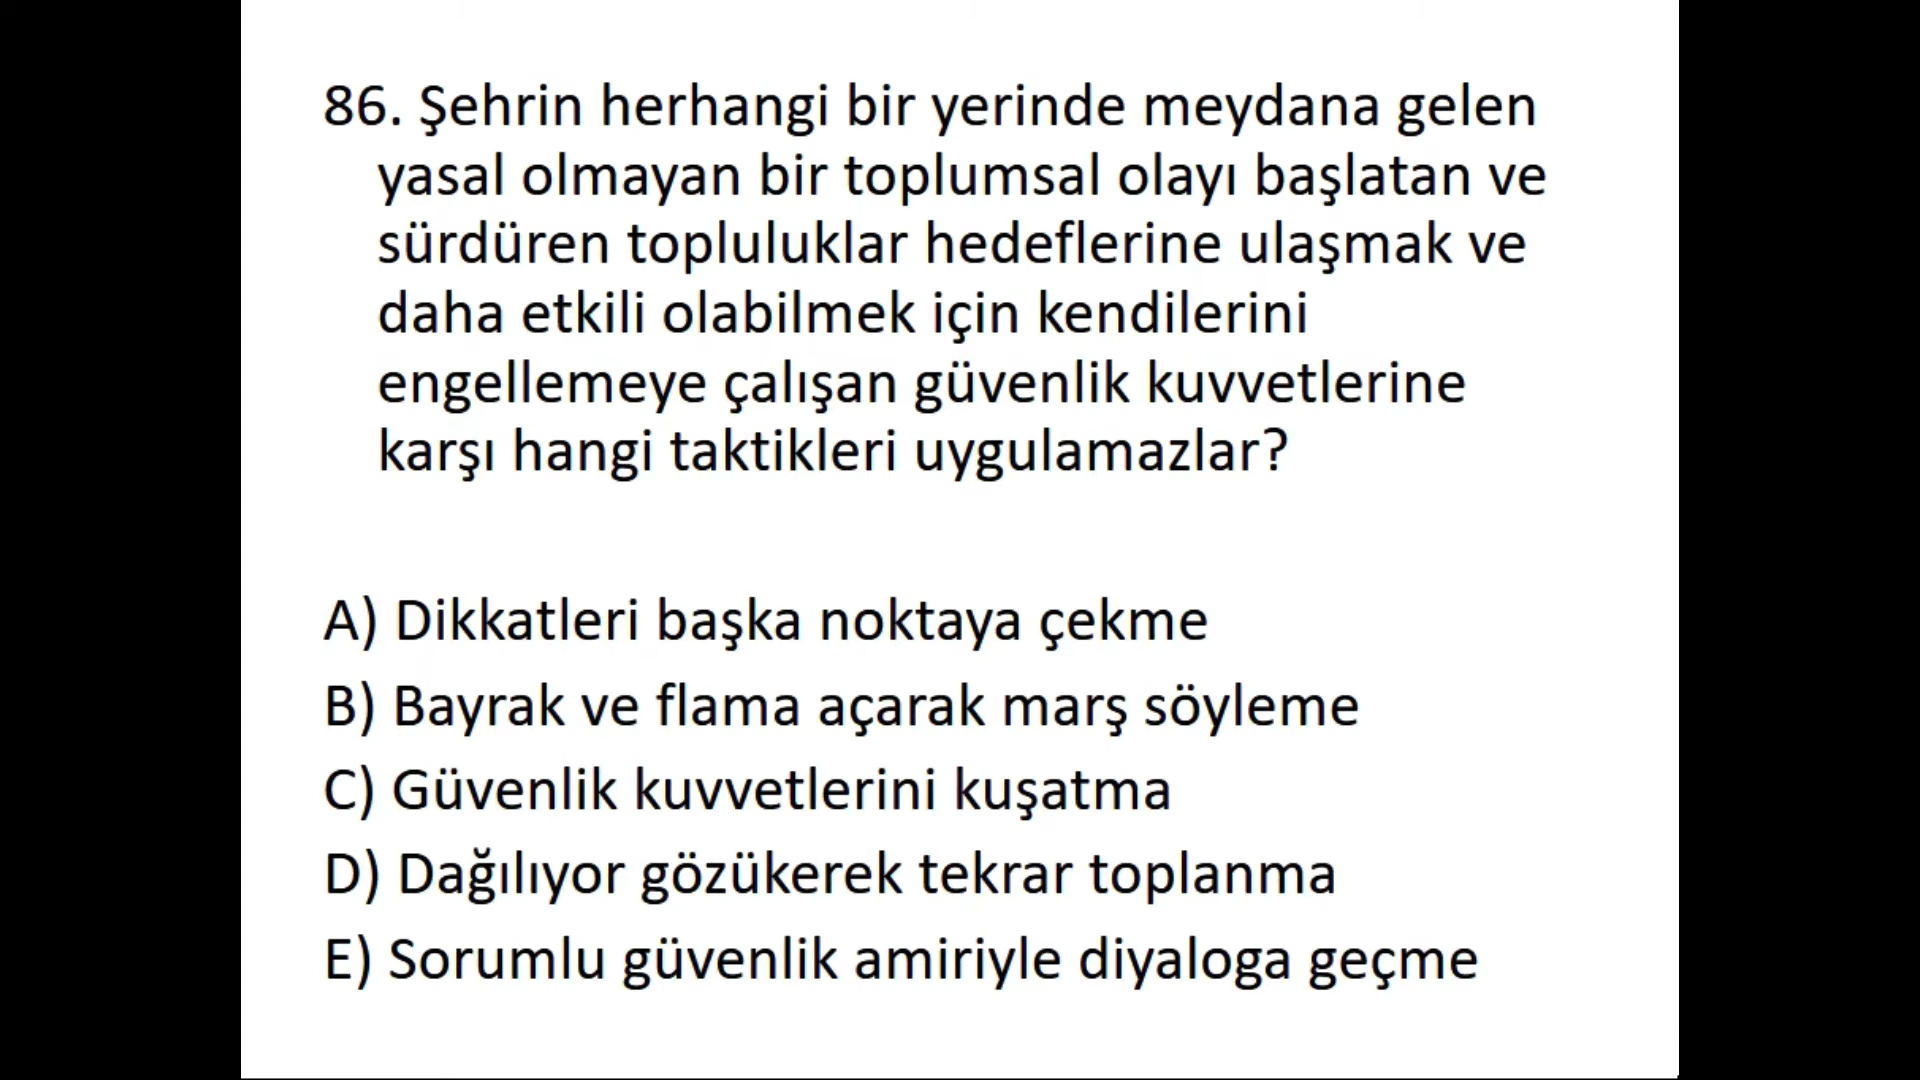 86. Şehrin herhangi bir yerinde meydana gelen
yasal olmayan bir toplumsal olayı başlatan ve
sürdüren topluluklar hedeflerine ulaşmak ve
daha etkili olabilmek için kendilerini
engellemeye çalışan güvenlik kuvvetlerine
karşı hangi taktikleri uygulamazlar?
A) Dikkatleri başka noktaya çekme
B) Bayrak ve flama açarak marş söyleme
C) Güvenlik kuvvetlerini kuşatma
D) Dağılıyor gözükerek tekrar toplanma
E) Sorumlu güvenlik amiriyle diyaloga geçme